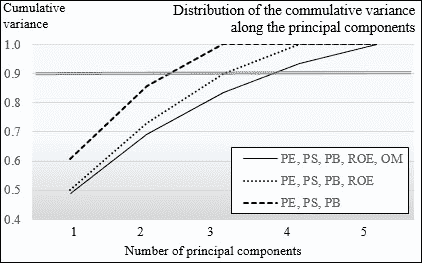 Cumulative
variance
Distribution of the commulative variance
along the principal components
1.0
0.9
0.8
0.7
0.6
0.5
0.4
PE, PS, PB, ROE, OM
PE, PS, PB, ROE
PE, PS, PB
1 2 3 4 5
Number of principal components